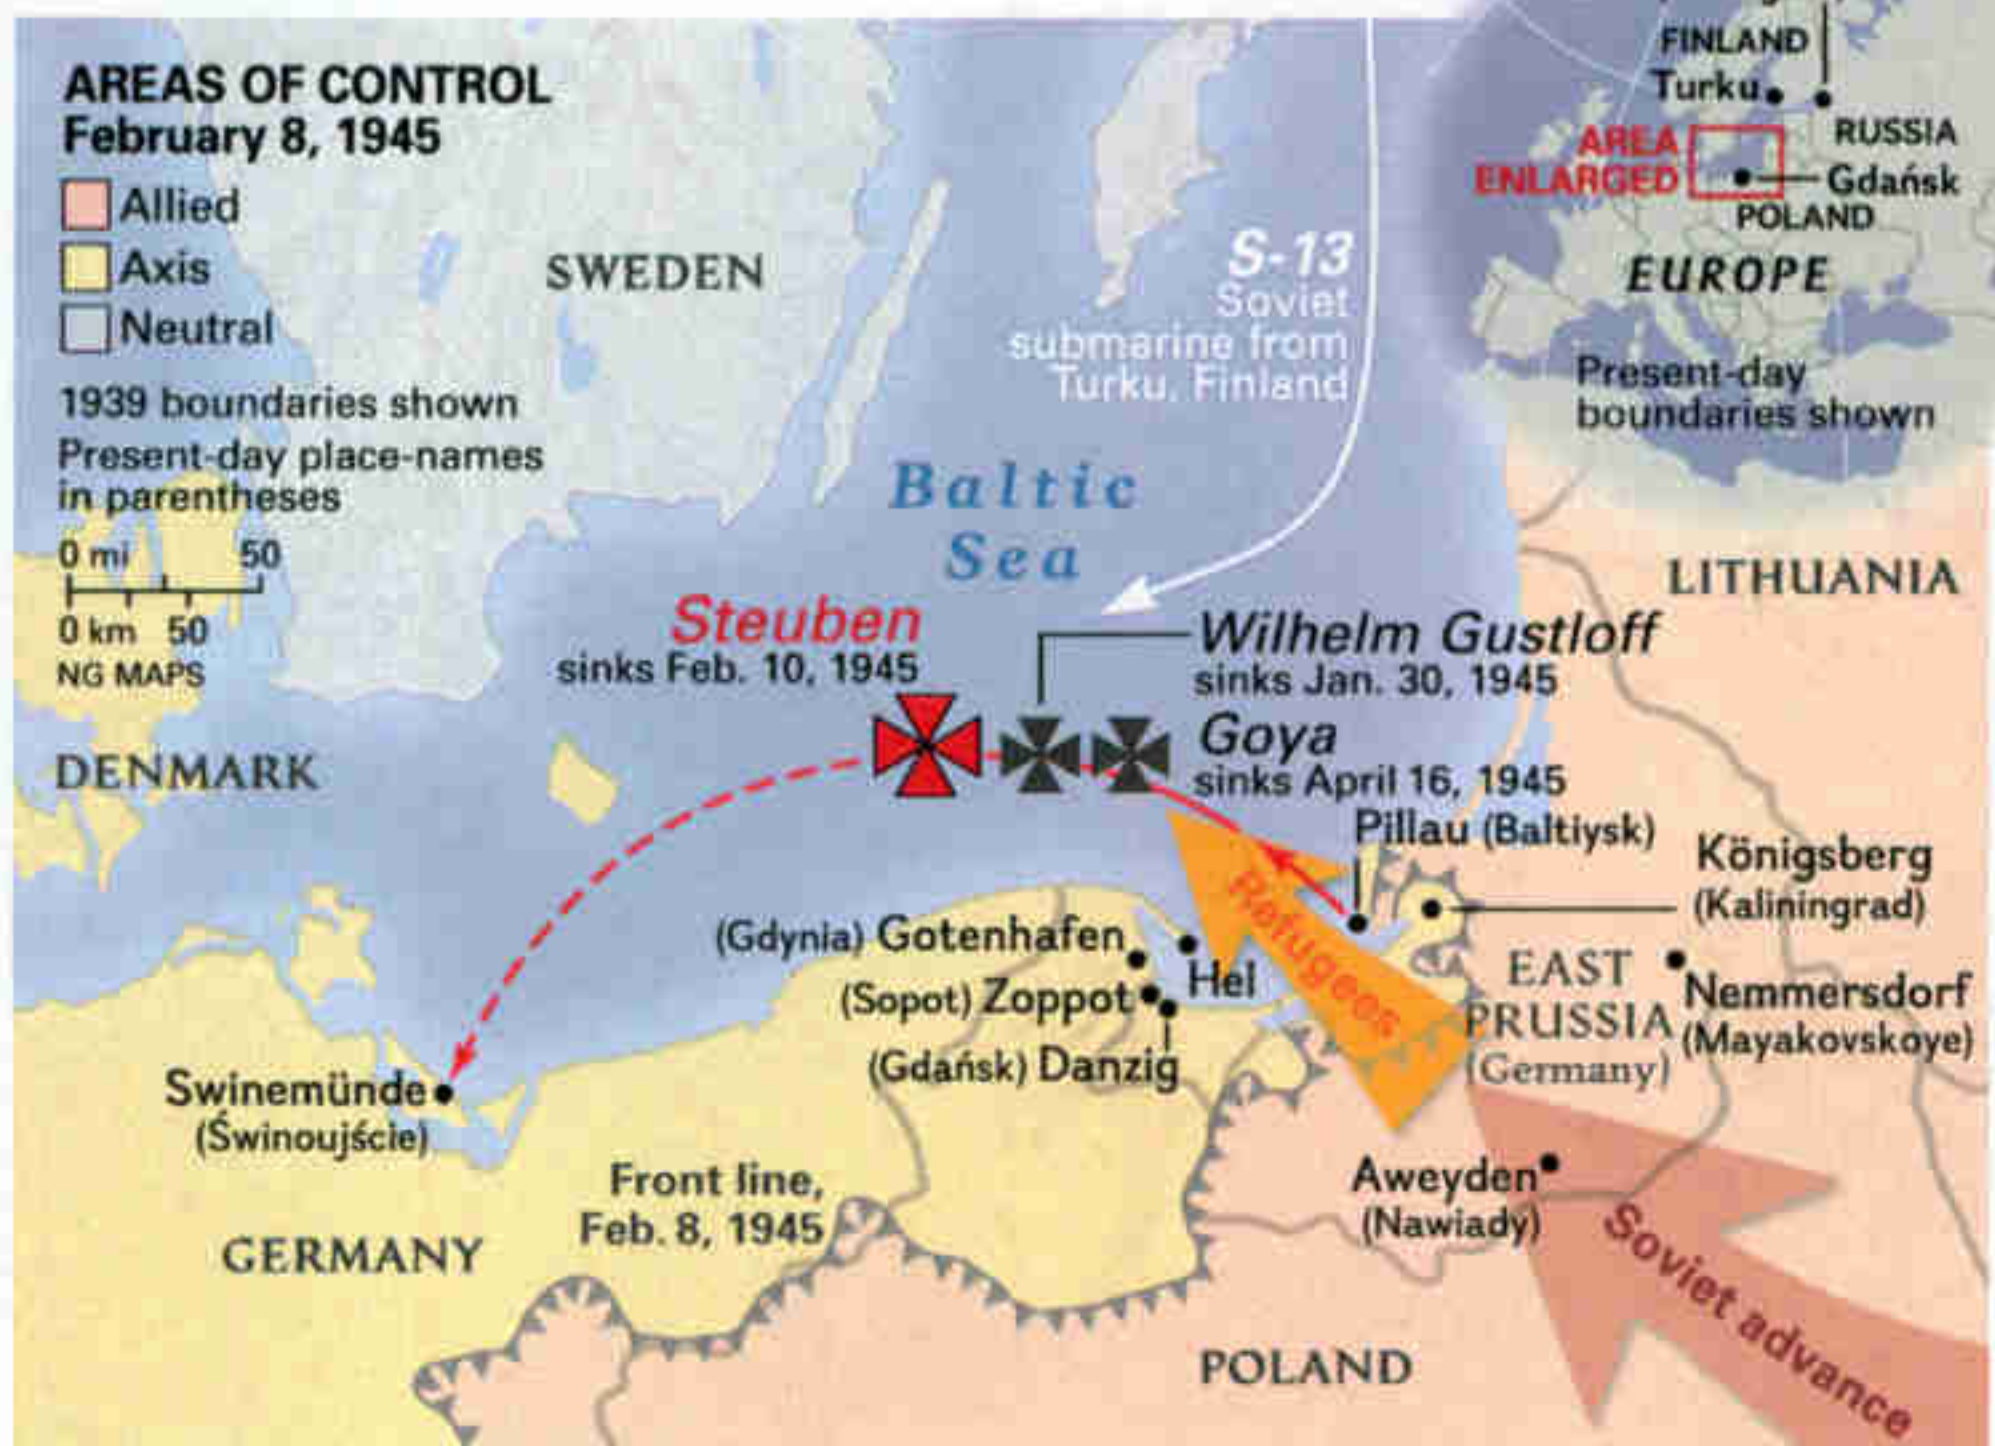 AREAS OF CONTROL
February 8, 1945
Allied
Axis
Neutral
1939 boundaries shown
Present-day place-names
in parentheses
0 mi 50
0 km 50
NG MAPS
FINLAND
Turku
RUSSIA
AREA
ENLARGED
Gdańsk
POLAND
EUROPE
Present-day
boundaries shown
SWEDEN
S-13
Soviet
submarine from
Turku, Finland
Baltic
Sea
LITHUANIA
Steuben
sinks Feb. 10, 1945
Wilhelm Gustloff
sinks Jan. 30, 1945
Goya
sinks April 16, 1945
DENMARK
Pillau (Baltiysk)
Königsberg
(Kaliningrad)
Refugees
(Gdynia) Gotenhafen
Hel
(Sopot) Zoppot
(Gdańsk) Danzig
EAST
PRUSSIA
(Germany)
Nemmersdorf
(Mayakovskoye)
Swinemünde
(Świnoujście)
Front line,
Feb. 8, 1945
Aweyden
(Nawiady)
Soviet advance
GERMANY
POLAND